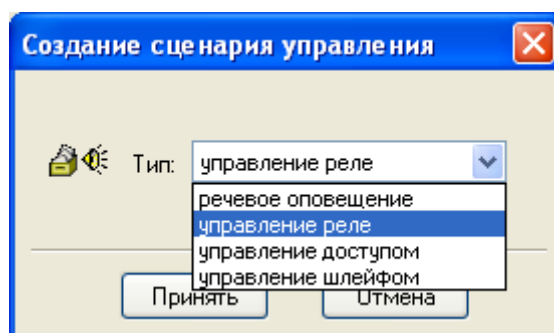 Создание сценария управления
Тип: управление реле
речевое оповещение
управление реле
управление доступом
управление шлейфом
Принять Отмена